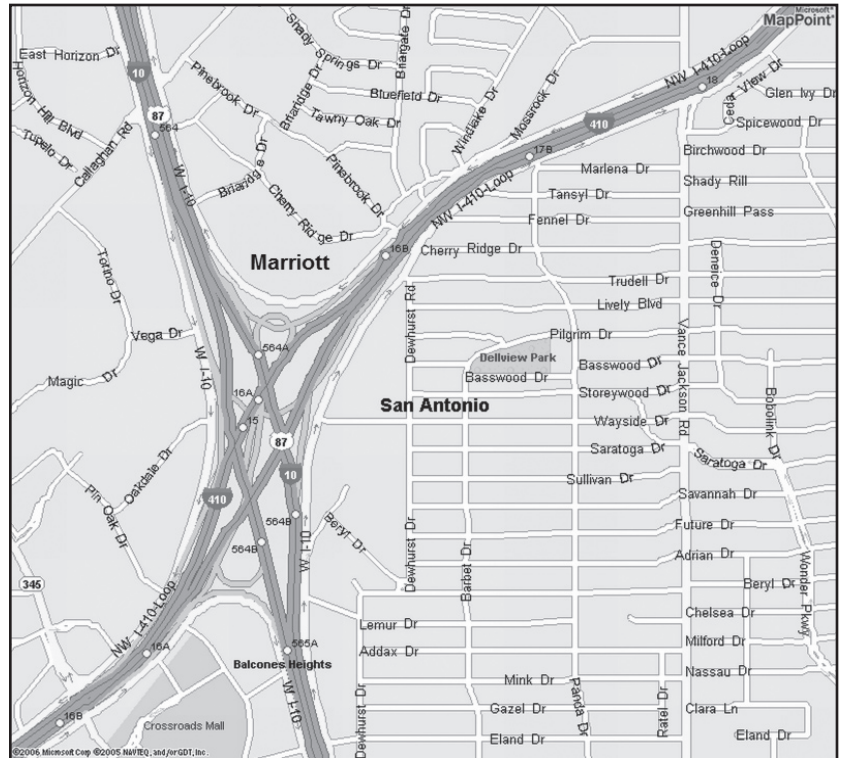 Microsoft®
MapPoint®
East Horizon Dr
Horizon Hill Blvd
Tupelo Dr
Callaghan Rd
10
87
564
W I-10
Pinebrook Dr
Shady Springs Dr
Briargate Dr
Briaridge Dr
Bluefield Dr
Tawny Oak Dr
Pinebrook Dr
Briaridge Dr
Cherry Ridge Dr
Windlake Dr
Mossrock Dr
NW I-410-Loop
410
18
17B
NW I-410-Loop
16B
Cedar View Dr
Glen Ivy Dr
Spicewood Dr
Birchwood Dr
Marlena Dr
Shady Rill
Tansyl Dr
Fennel Dr
Greenhill Pass
Cherry Ridge Dr
Marriott
Torino Dr
Dewhurst Rd
Trudell Dr
Deneice Dr
Lively Blvd
Vega Dr
W I-10
564A
Pilgrim Dr
Vance Jackson Rd
Dellview Park
Basswood Dr
Basswood Dr
Magic Dr
16A
Storeywood Dr
San Antonio
15
Wayside Dr
Bobolink Dr
87
Saratoga Dr
Saratoga Dr
Oakdale Dr
10
Sullivan Dr
410
Savannah Dr
Pin Oak Dr
564B
Beryl Dr
Future Dr
564B
Dewhurst Dr
Barbet Dr
Adrian Dr
W I-10
345
Beryl Dr
Wonder Pkwy
NW I-410-Loop
Lemur Dr
Chelsea Dr
Addax Dr
Milford Dr
16A
565A
Balcones Heights
Nassau Dr
Mink Dr
W I-10
Dewhurst Dr
Panda Dr
Ratel Dr
Gazel Dr
Clara Ln
16B
Crossroads Mall
Eland Dr
Eland Dr
©2006 Microsoft Corp ©2005 NAVTEQ, and/or GDT, Inc.